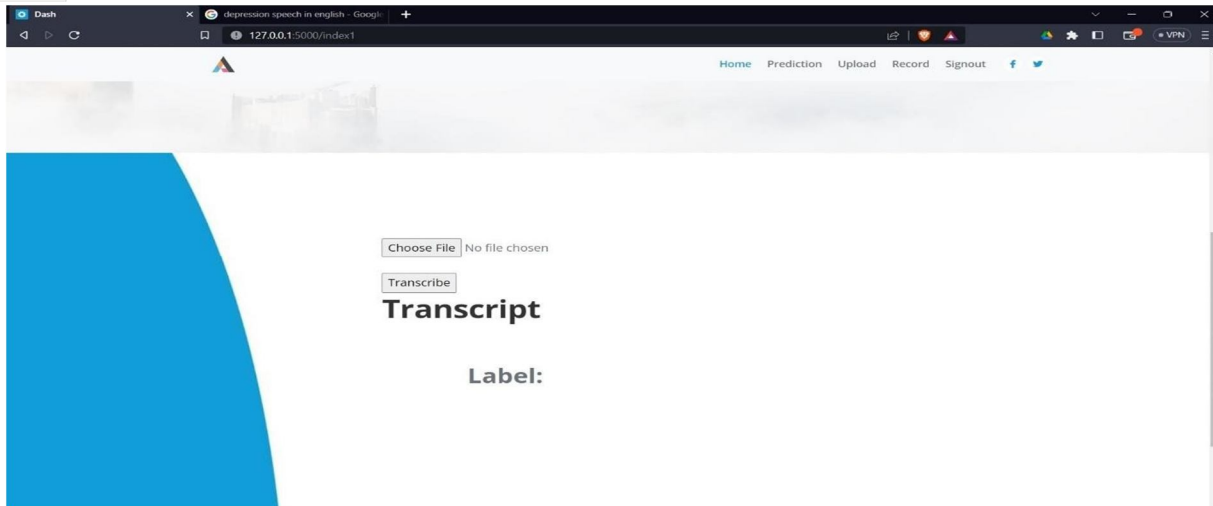 Dash
depression speech in english - Google
127.0.0.1:5000/index1
VPN
Home Prediction Upload Record Signout
Choose File No file chosen
Transcribe
Transcript
Label: